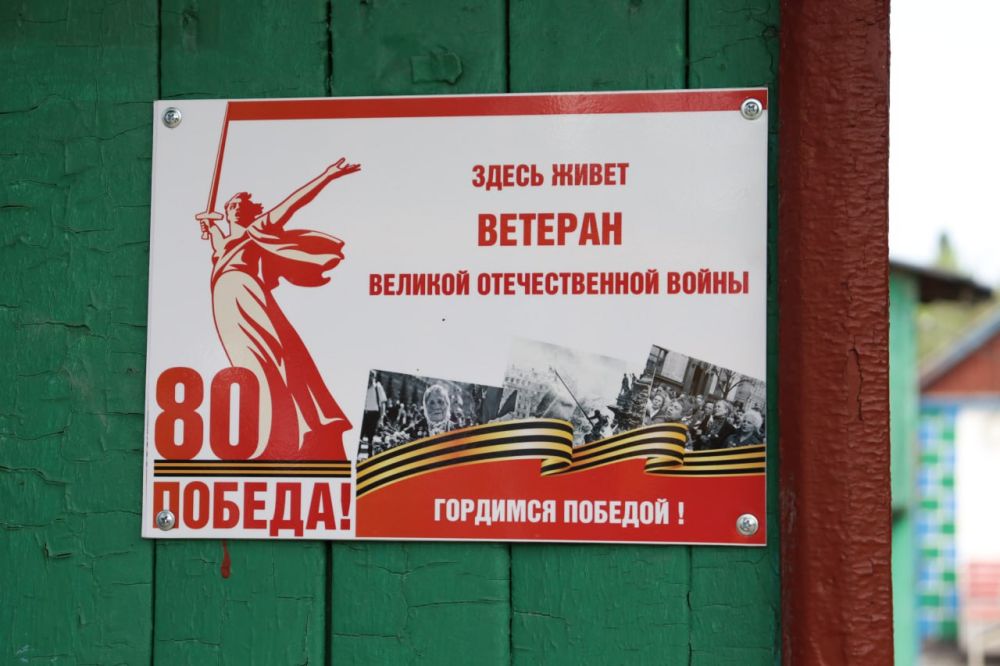 ЗДЕСЬ ЖИВЕТ
ВЕТЕРАН
ВЕЛИКОЙ ОТЕЧЕСТВЕННОЙ ВОЙНЫ
80
ПОБЕДА!
ГОРДИМСЯ ПОБЕДОЙ !